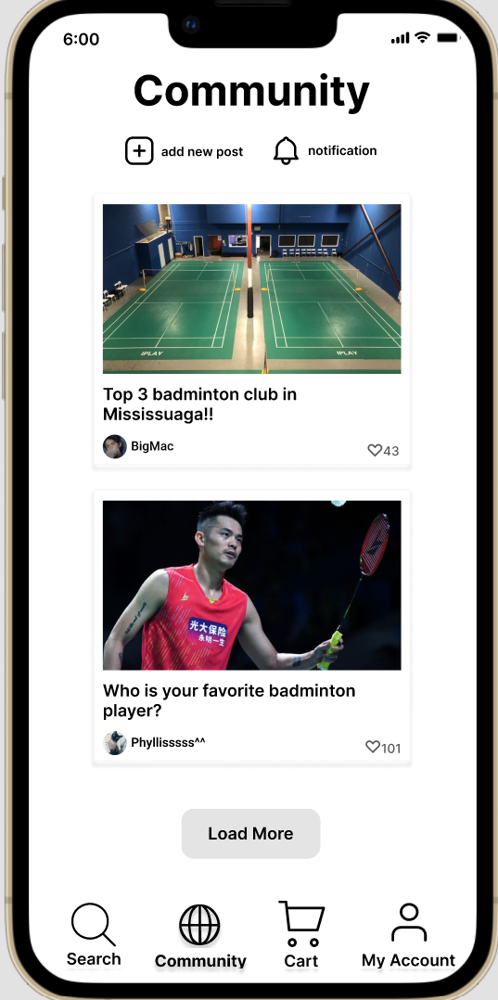 6:00
Community
add new post
notification
IPLAY
IPLAY
Top 3 badminton club in
Mississuaga!!
BigMac
43
光大保险
永明一生
Who is your favorite badminton
player?
Phyllisssss^^
101
Load More
Search
Community
Cart
My Account